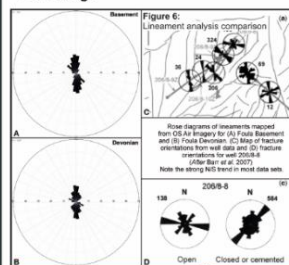 Basement
A
Devonian
B
Figure 6:
Lineament analysis comparison
(a)
324
36
24
69
206
12
C
Rose diagrams of lineaments mapped
from OS Air Imagery for (A) Foula Basement
and (B) Foula Devonian. (C) Map of fracture
orientations from well data and (D) fracture
orientations for well 206/8-8
(After Barr et al. 2007)
Note the strong N/S trend in most data sets.
206/8-8
(c)
138
N
N
564
D
Open
Closed or cemented